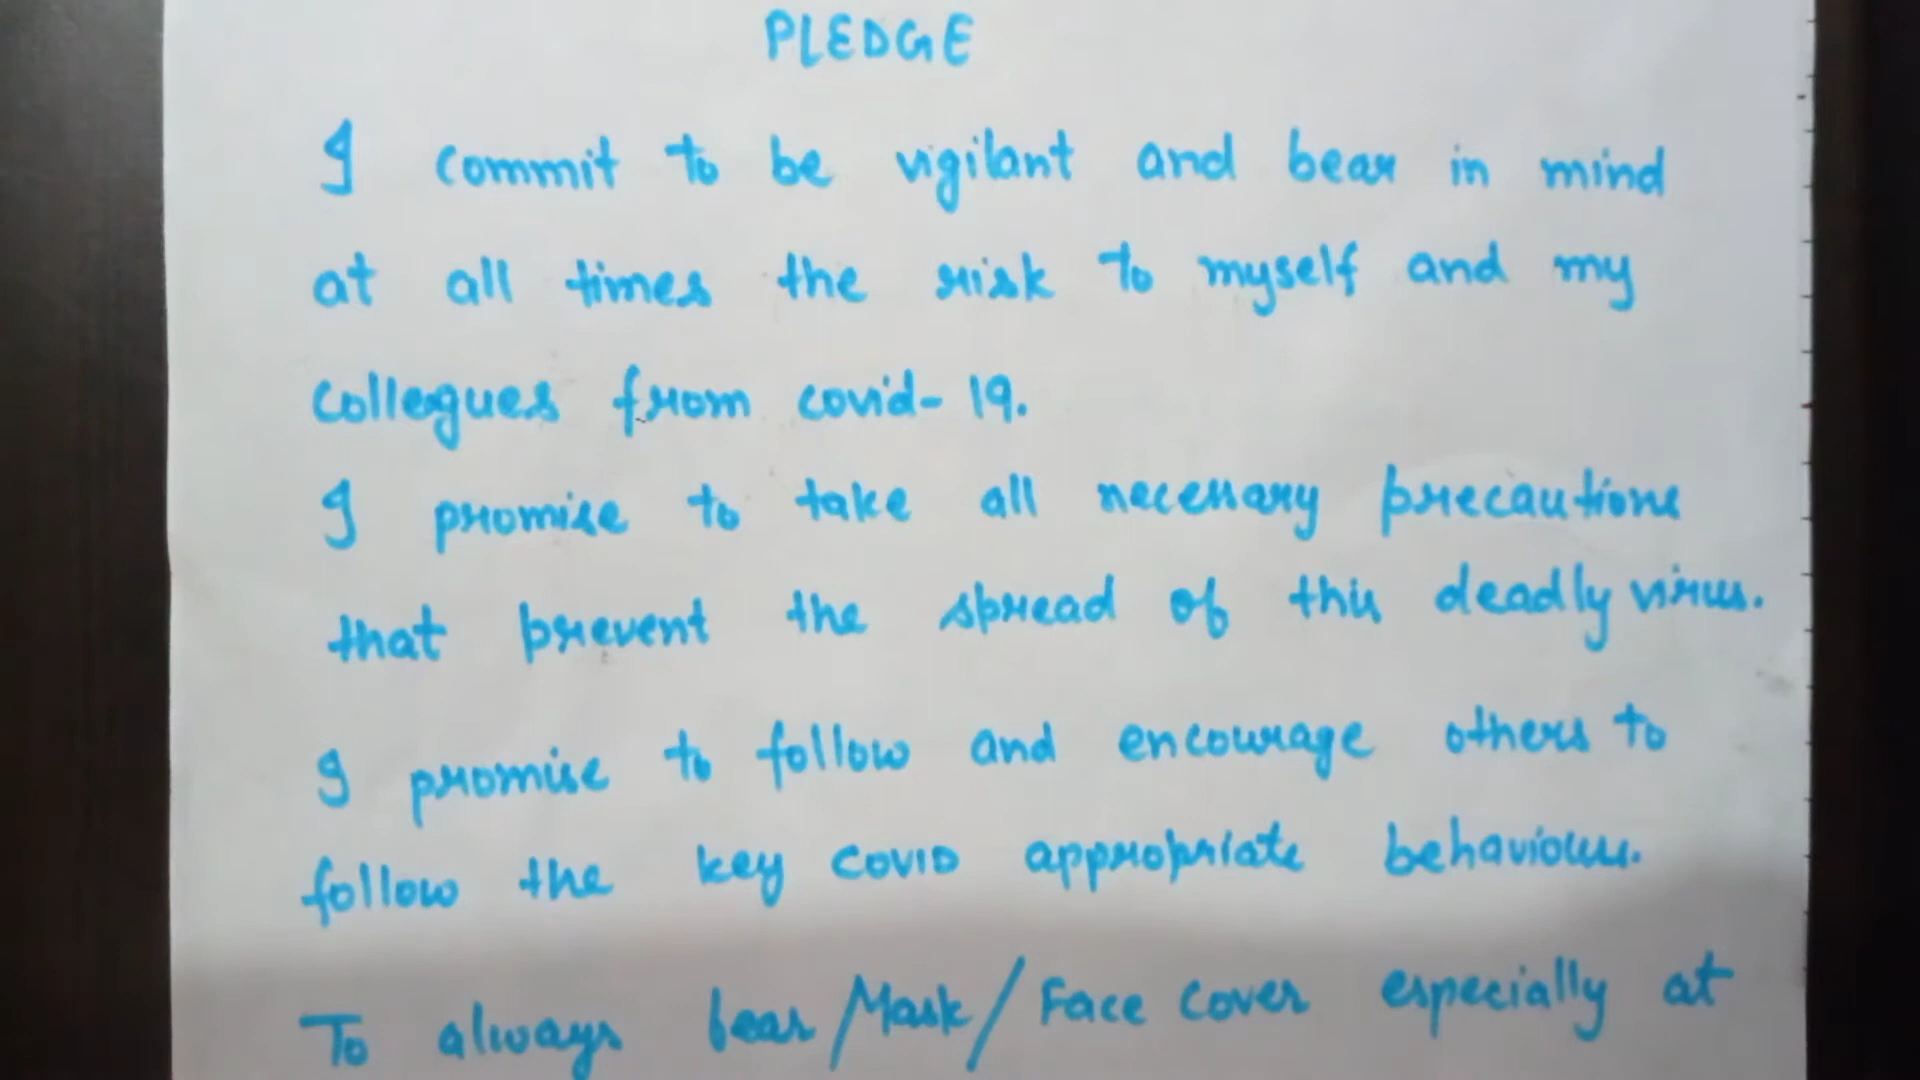 PLEDGE
I commit to be vigilant and bear in mind
at all times the risk to myself and my
collegues from covid-19.
I promise to take all necessary precautions
that prevent the spread of this deadly virus.
I promise to follow and encourage others to
follow the key COVID appropriate behaviour.
To always bear/Mask/Face cover especially at